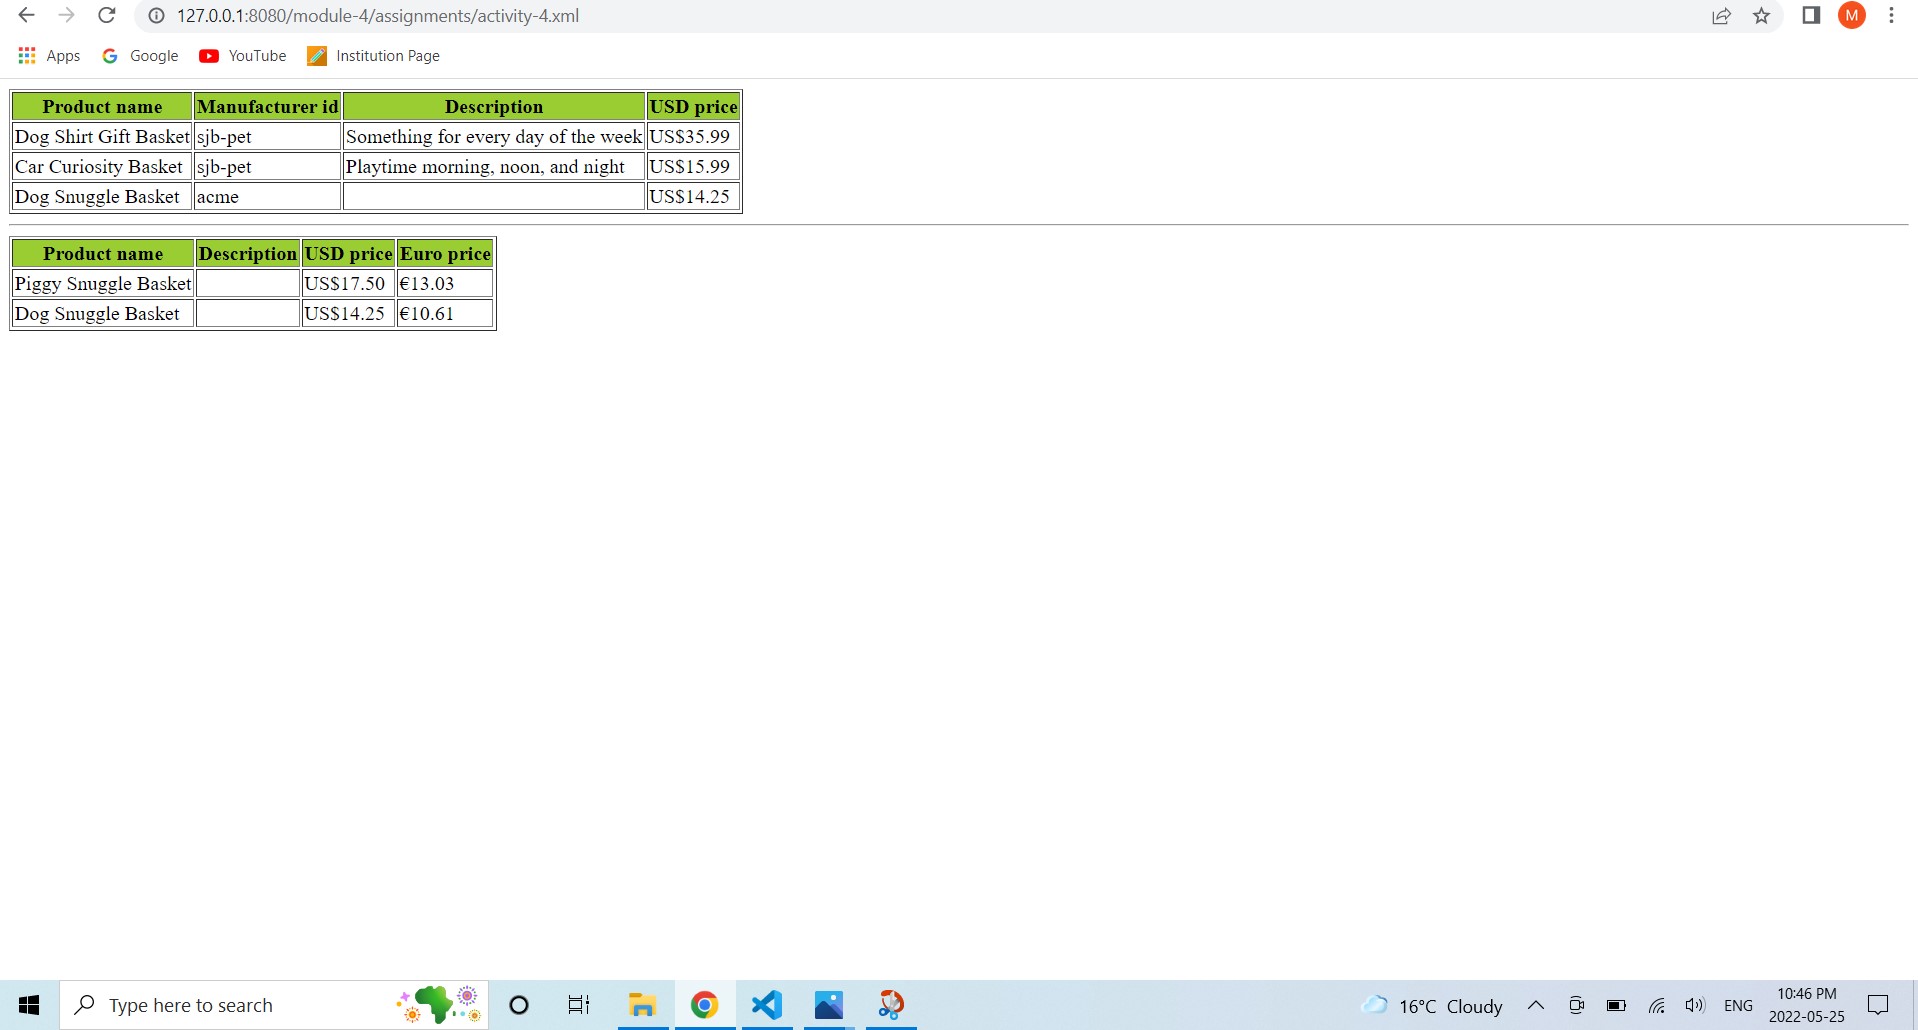 127.0.0.1:8080/module-4/assignments/activity-4.xml
M
Apps Google YouTube Institution Page
Product name Manufacturer id Description USD price
Dog Shirt Gift Basket sjb-pet Something for every day of the week US$35.99
Car Curiosity Basket sjb-pet Playtime morning, noon, and night US$15.99
Dog Snuggle Basket acme US$14.25
Product name Description USD price Euro price
Piggy Snuggle Basket US$17.50 €13.03
Dog Snuggle Basket US$14.25 €10.61
Type here to search 16°C Cloudy ENG 10:46 PM
2022-05-25